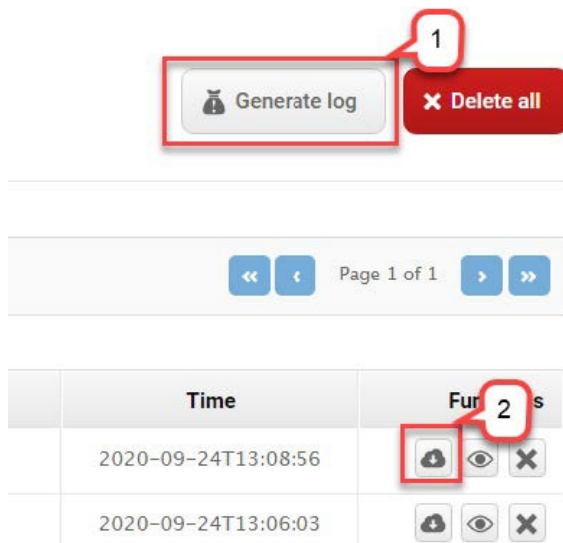 1
Generate log
Delete all
Page 1 of 1
Time
2
2020-09-24T13:08:56
2020-09-24T13:06:03